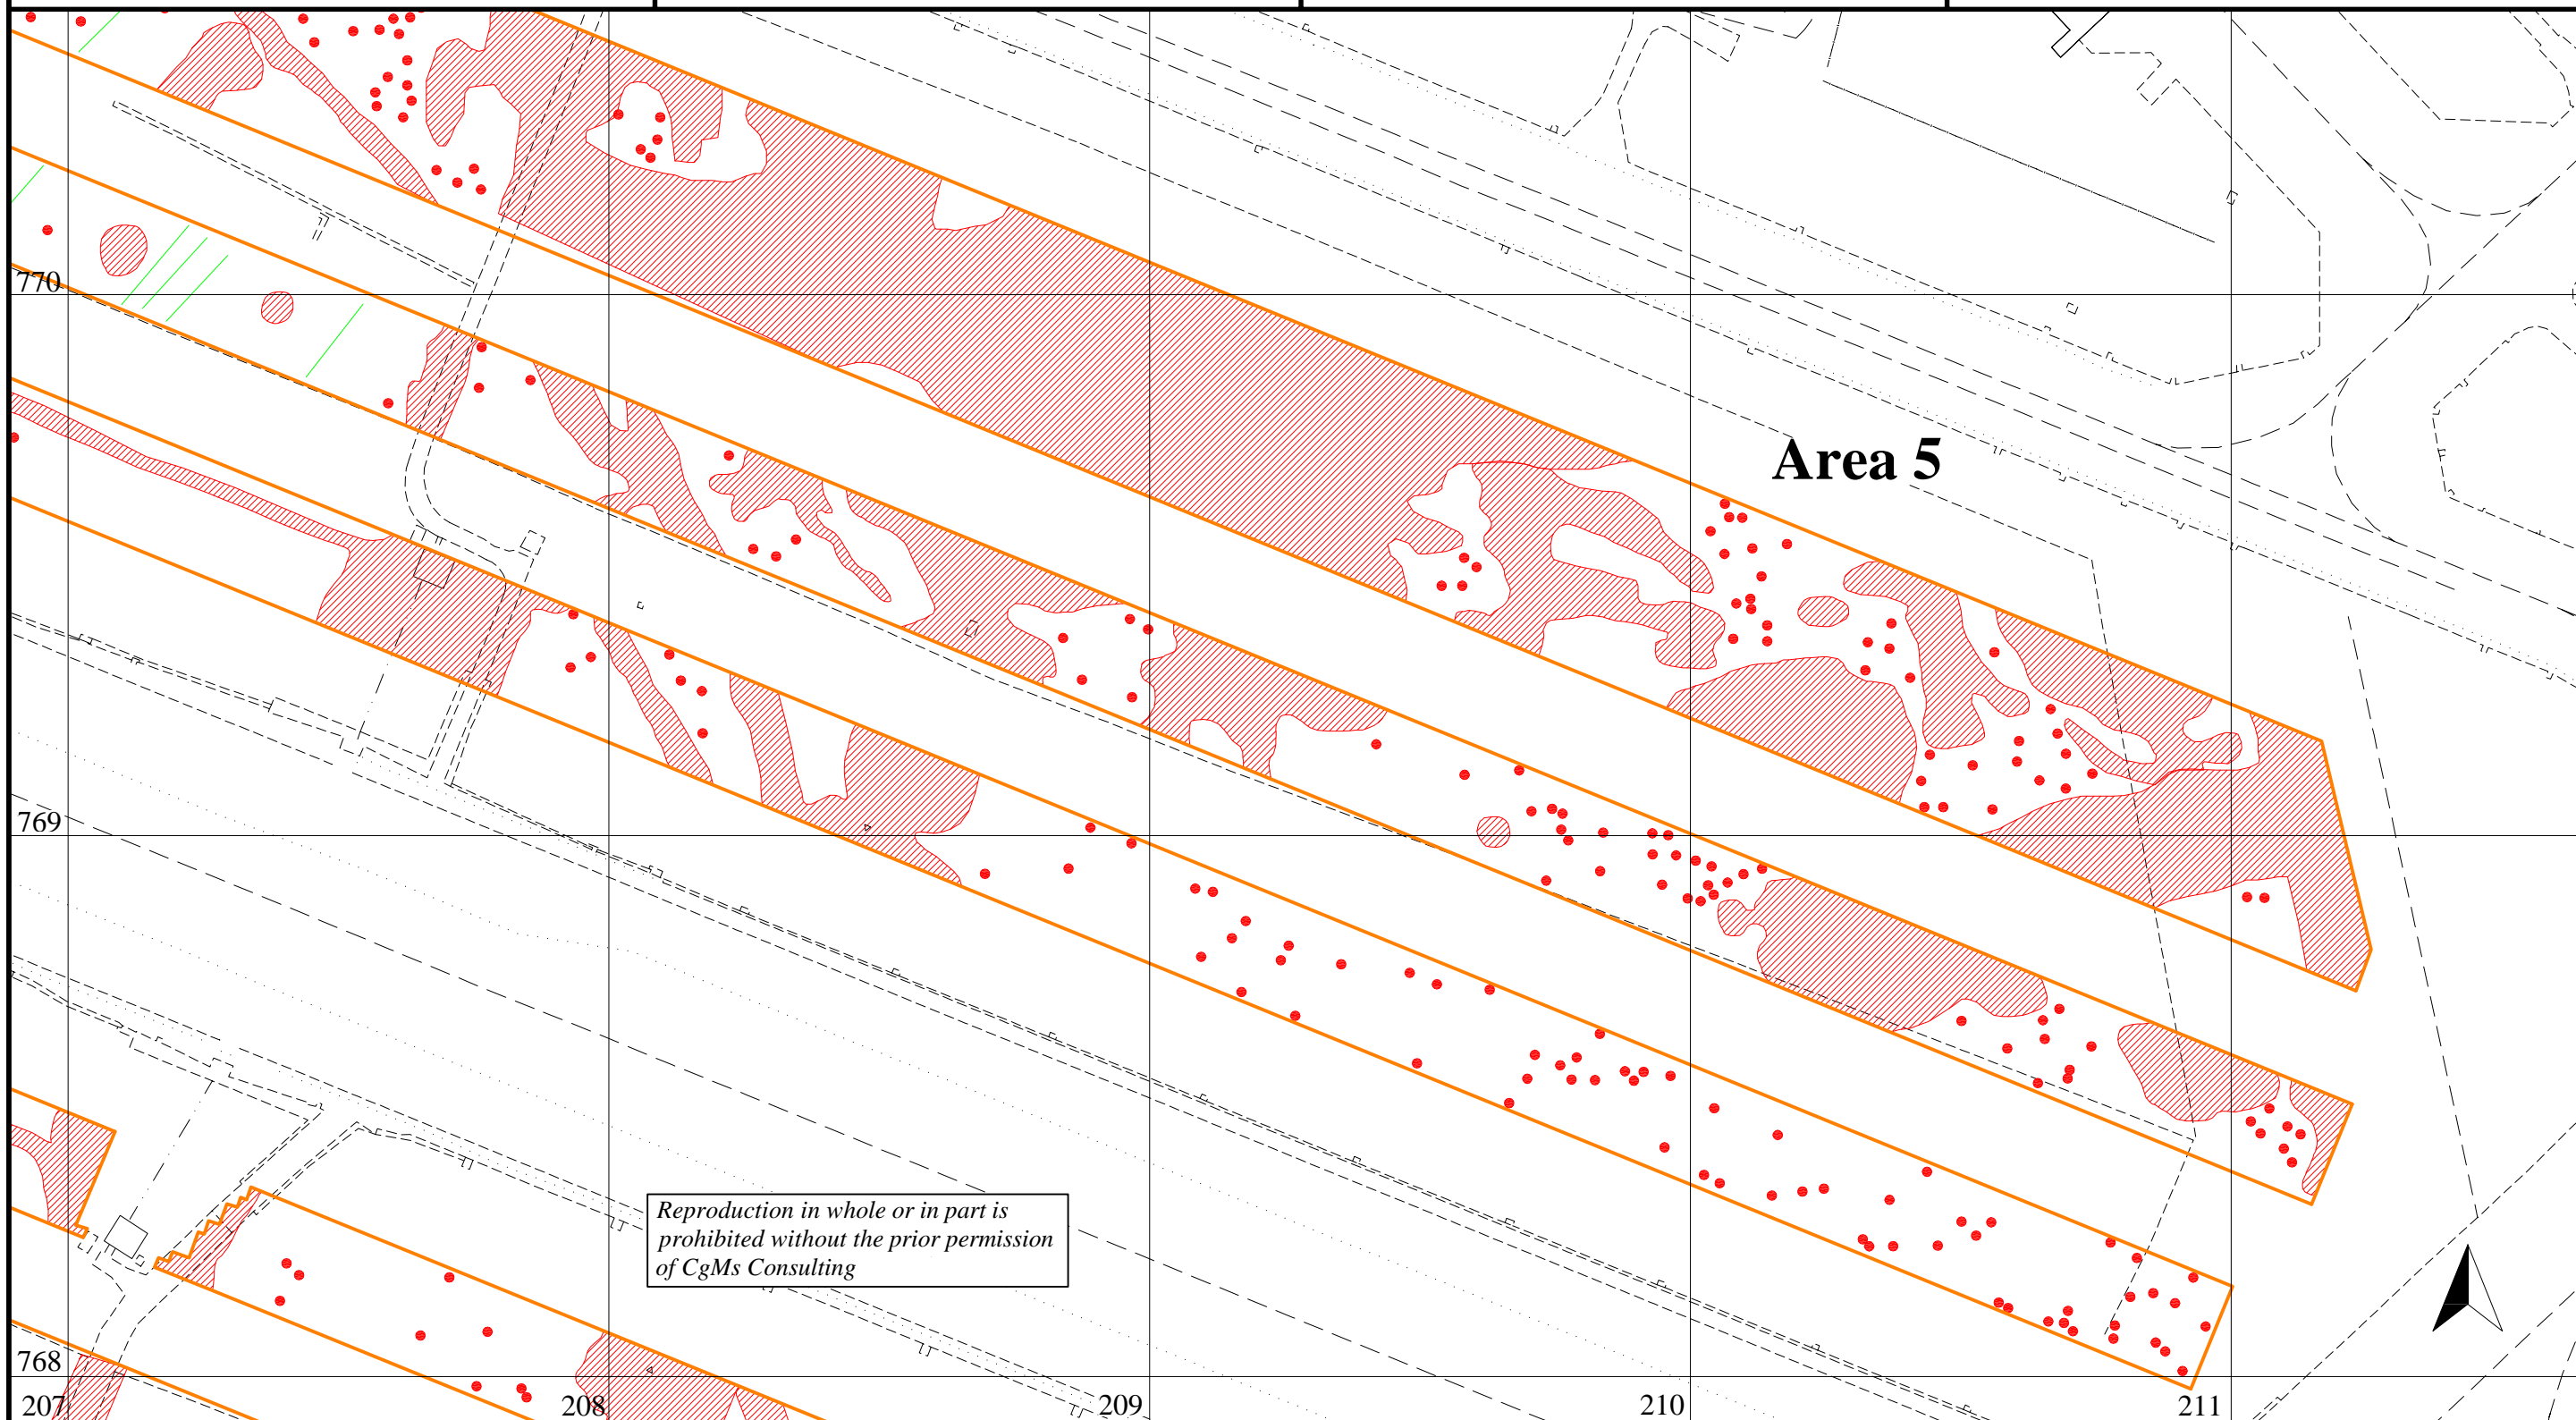 770
Area 5
769
Reproduction in whole or in part is
prohibited without the prior permission
of CgMs Consulting
768
207
208
209
210
211